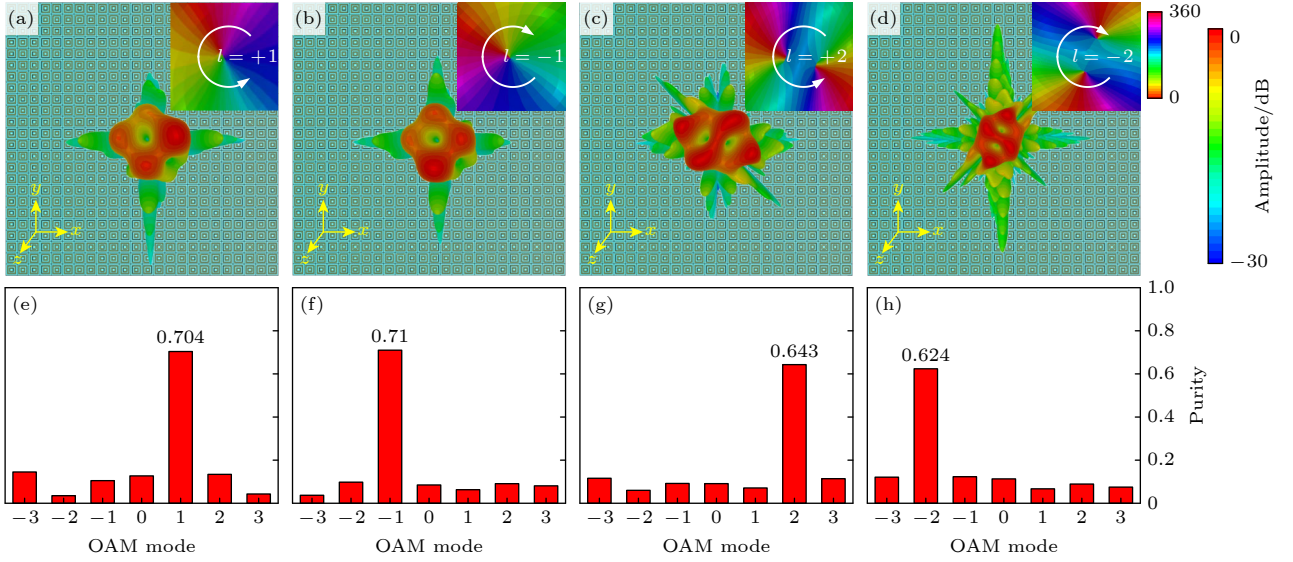 (a)
l = +1
y
x
z
(b)
l = −1
y
x
z
(c)
l = +2
y
x
z
(d)
l = −2
y
x
z
360
0
0
−30
Amplitude/dB
(e)
0.704
−3 −2 −1 0 1 2 3
OAM mode
(f)
0.71
−3 −2 −1 0 1 2 3
OAM mode
(g)
0.643
−3 −2 −1 0 1 2 3
OAM mode
(h)
0.624
−3 −2 −1 0 1 2 3
OAM mode
1.0
0.8
0.6
0.4
0.2
0
Purity